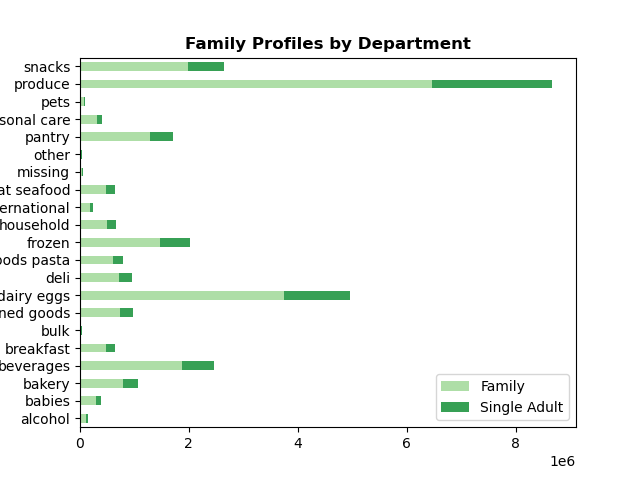 Family Profiles by Department
snacks
produce
pets
sonal care
pantry
other
missing
at seafood
ernational
household
frozen
oods pasta
deli
dairy eggs
ned goods
bulk
breakfast
beverages
bakery
babies
alcohol
Family
Single Adult
0 2 4 6 8
1e6